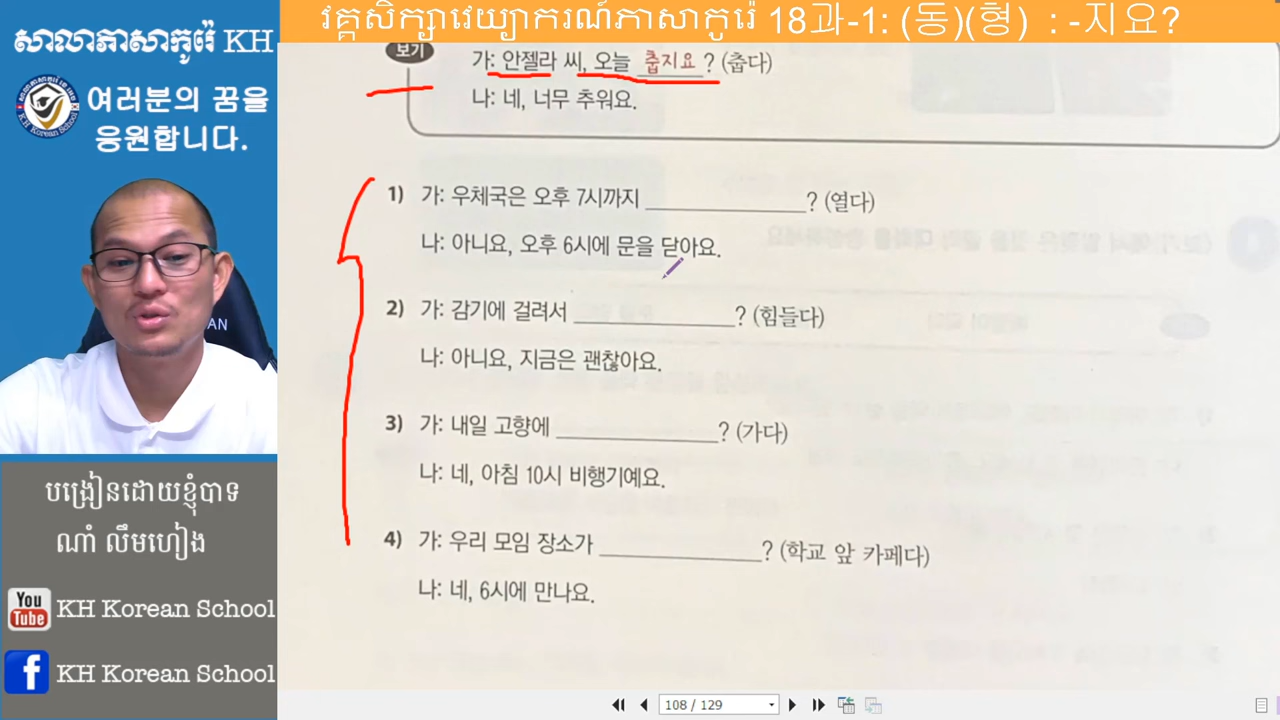 វគ្គសិក្សាវេយ្យាករណ៍ភាសាកូរ៉េ 18과-1: (동)(형) : -지요?
សាលាភាសាកូរ៉េ KH
여러분의 꿈을
응원합니다.
보기
가: 안젤라 씨, 오늘 춥지요? (춥다)
나: 네, 너무 추워요.
1) 가: 우체국은 오후 7시까지 ____________? (열다)
나: 아니요, 오후 6시에 문을 닫아요.
2) 가: 감기에 걸려서 ____________? (힘들다)
나: 아니요, 지금은 괜찮아요.
3) 가: 내일 고향에 ____________? (가다)
나: 네, 아침 10시 비행기예요.
4) 가: 우리 모임 장소가 ____________? (학교 앞 카페다)
나: 네, 6시에 만나요.
បង្រៀនដោយខ្ញុំបាទ
ណាំ លឹមហៀង
You Tube KH Korean School
f KH Korean School
108 / 129